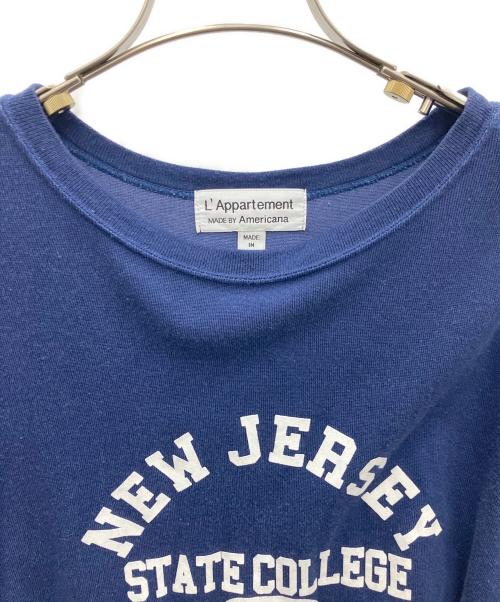 L'Appartement
MADE BY Americana
MADE
IN
NEW JERSEY
STATE COLLEGE